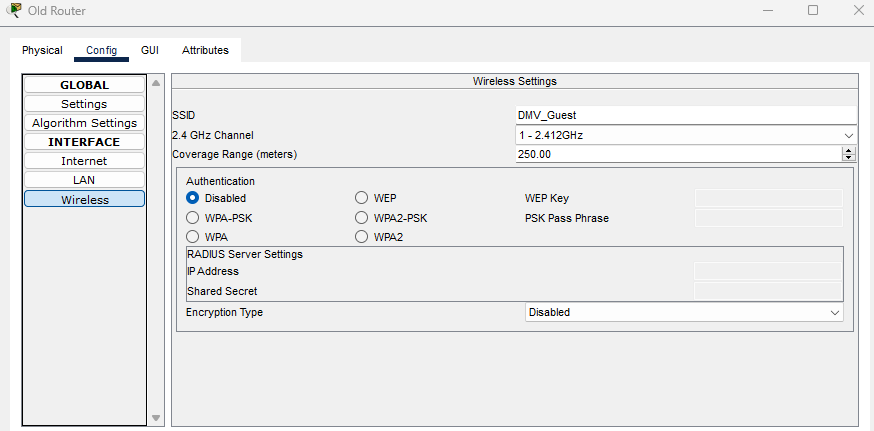 Old Router
Physical Config GUI Attributes
GLOBAL
Settings
Algorithm Settings
INTERFACE
Internet
LAN
Wireless
Wireless Settings
SSID DMV_Guest
2.4 GHz Channel 1 - 2.412GHz
Coverage Range (meters) 250.00
Authentication
Disabled WEP WEP Key
WPA-PSK WPA2-PSK PSK Pass Phrase
WPA WPA2
RADIUS Server Settings
IP Address
Shared Secret
Encryption Type Disabled